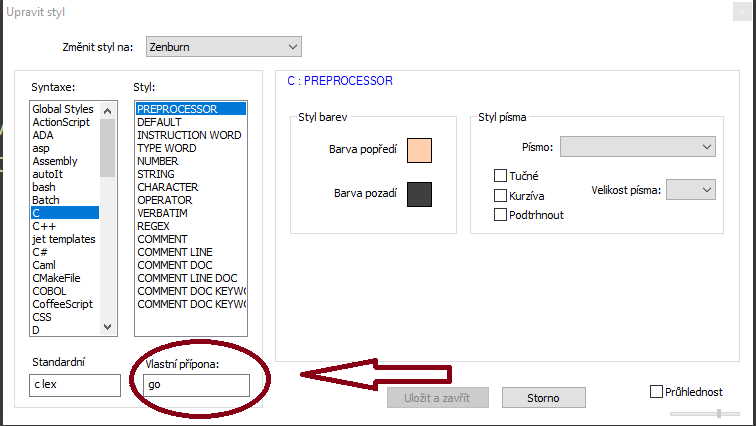 Upravit styl
Změnit styl na: Zenburn
Syntaxe:
Global Styles
ActionScript
ADA
asp
Assembly
autoIt
bash
Batch
C
C++
jet templates
C#
Caml
CMakeFile
COBOL
CoffeeScript
CSS
D
Styl:
PREPROCESSOR
DEFAULT
INSTRUCTION WORD
TYPE WORD
NUMBER
STRING
CHARACTER
OPERATOR
VERBATIM
REGEX
COMMENT
COMMENT LINE
COMMENT DOC
COMMENT LINE DOC
COMMENT DOC KEYWO
COMMENT DOC KEYWO
C : PREPROCESSOR
Styl barev
Barva popředí
Barva pozadí
Styl písma
Písmo:
Tučné
Kurzíva
Podtrhnout
Velikost písma:
Standardní
c lex
Vlastní přípona:
go
Uložit a zavřít
Storno
Průhlednost